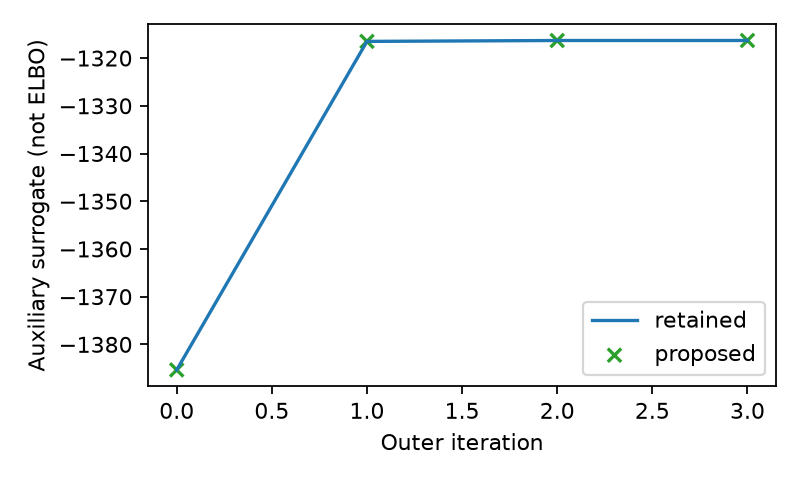 Auxiliary surrogate (not ELBO)
−1320
−1330
−1340
−1350
−1360
−1370
−1380
retained
proposed
0.0 0.5 1.0 1.5 2.0 2.5 3.0
Outer iteration